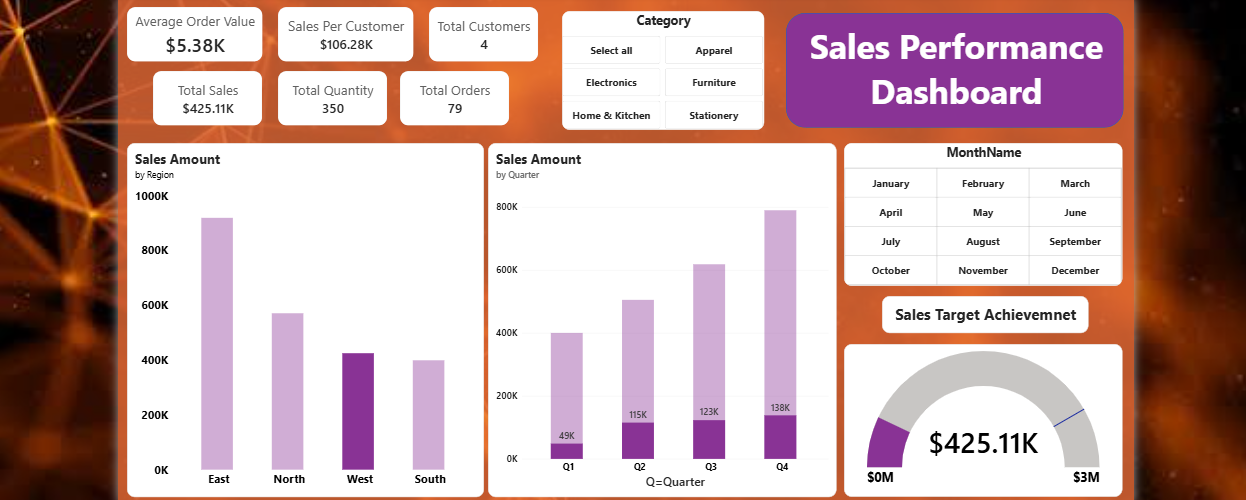 Average Order Value
$5.38K
Sales Per Customer
$106.28K
Total Customers
4
Total Sales
$425.11K
Total Quantity
350
Total Orders
79
Category
Select all
Apparel
Electronics
Furniture
Home & Kitchen
Stationery
Sales Performance
Dashboard
Sales Amount
by Region
1000K
800K
600K
400K
200K
0K
East
North
West
South
Sales Amount
by Quarter
800K
600K
400K
200K
0K
49K
115K
123K
138K
Q1
Q2
Q3
Q4
Q=Quarter
MonthName
January
February
March
April
May
June
July
August
September
October
November
December
Sales Target Achievemnet
$425.11K
$0M
$3M